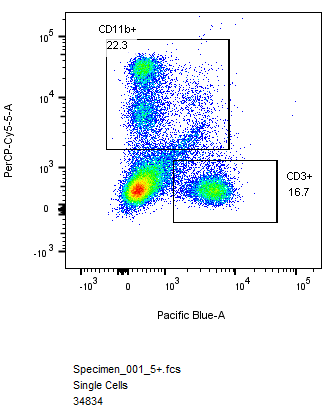 CD11b+
22.3
10^5
10^4
10^3
0
-10^3
PerCP-Cy5-5-A
CD3+
16.7
-10^3 0 10^3 10^4 10^5
Pacific Blue-A
Specimen_001_5+.fcs
Single Cells
34834